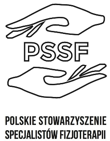 PSSF
POLSKIE STOWARZYSZENIE
SPECJALISTÓW FIZJOTERAPII